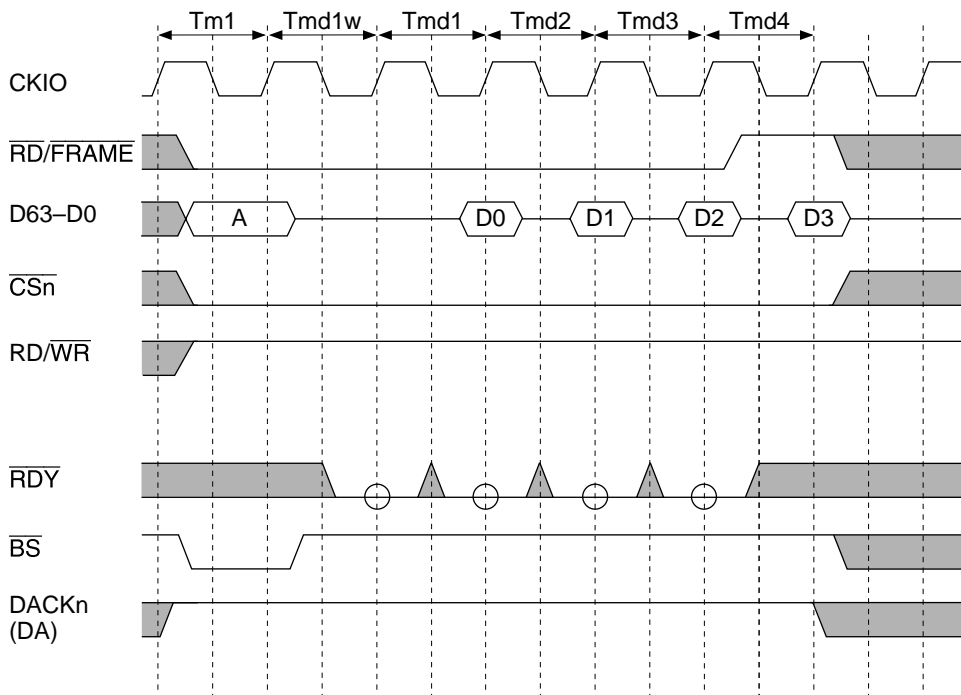 Tm1 Tmd1w Tmd1 Tmd2 Tmd3 Tmd4
CKIO
RD/FRAME
D63–D0 A D0 D1 D2 D3
CSn
RD/WR
RDY
BS
DACKn
(DA)